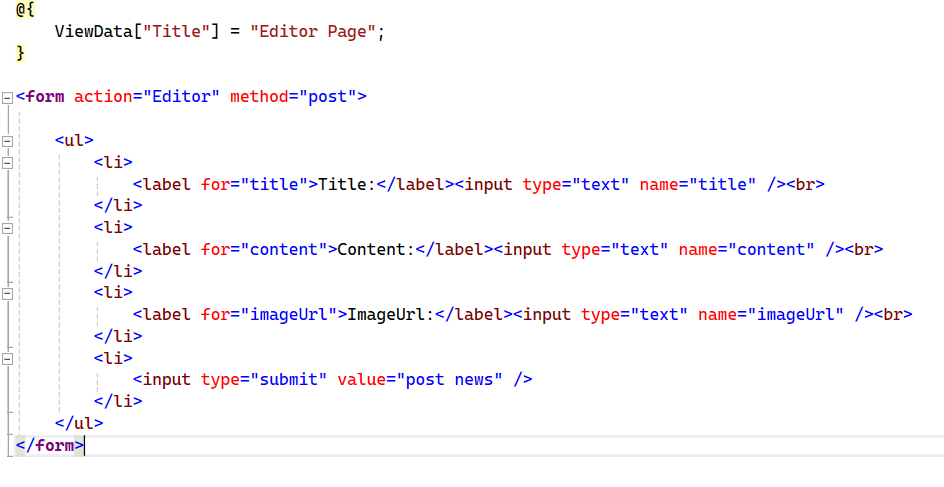 @{
    ViewData["Title"] = "Editor Page";
}
<form action="Editor" method="post">
    <ul>
        <li>
            <label for="title">Title:</label><input type="text" name="title" /><br>
        </li>
        <li>
            <label for="content">Content:</label><input type="text" name="content" /><br>
        </li>
        <li>
            <label for="imageUrl">ImageUrl:</label><input type="text" name="imageUrl" /><br>
        </li>
        <li>
            <input type="submit" value="post news" />
        </li>
    </ul>
</form>